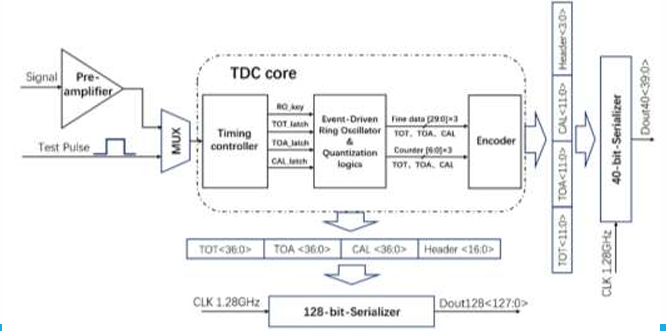 TDC core
Signal
Pre-
amplifier
Test Pulse
MUX
Timing
controller
RO_key
TOT_latch
TOA_latch
CAL_latch
Event-Driven
Ring Oscillator
&
Quantization
logics
Fine data [29:0]×3
TOT, TOA, CAL
Counter [6:0]×3
TOT, TOA, CAL
Encoder
TOT<11:0> TOA<11:0> CAL<11:0> Header<3:0>
40-bit-Serializer
Dout40<39:0>
CLK 1.28GHz
TOT<36:0> TOA <36:0> CAL <36:0> Header <16:0>
CLK 1.28GHz
128-bit-Serializer
Dout128<127:0>